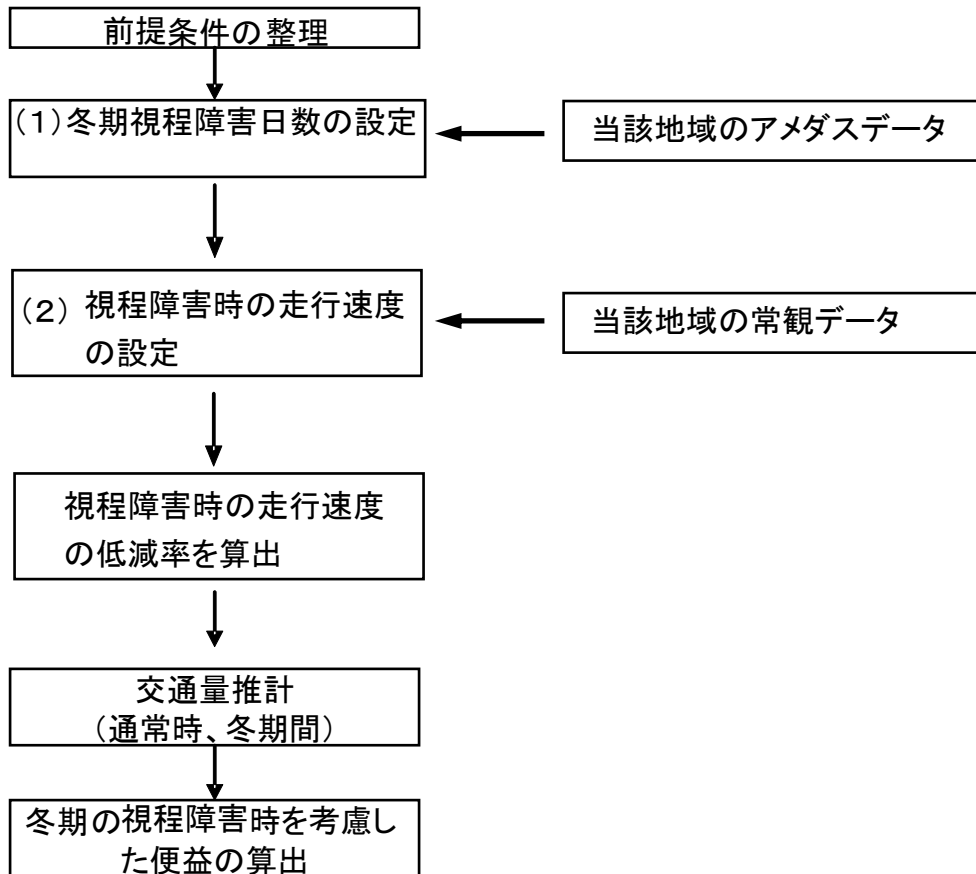 前提条件の整理
（1）冬期視程障害日数の設定
当該地域のアメダスデータ
（2）視程障害時の走行速度
の設定
当該地域の常観データ
視程障害時の走行速度
の低減率を算出
交通量推計
（通常時、冬期間）
冬期の視程障害時を考慮し
た便益の算出